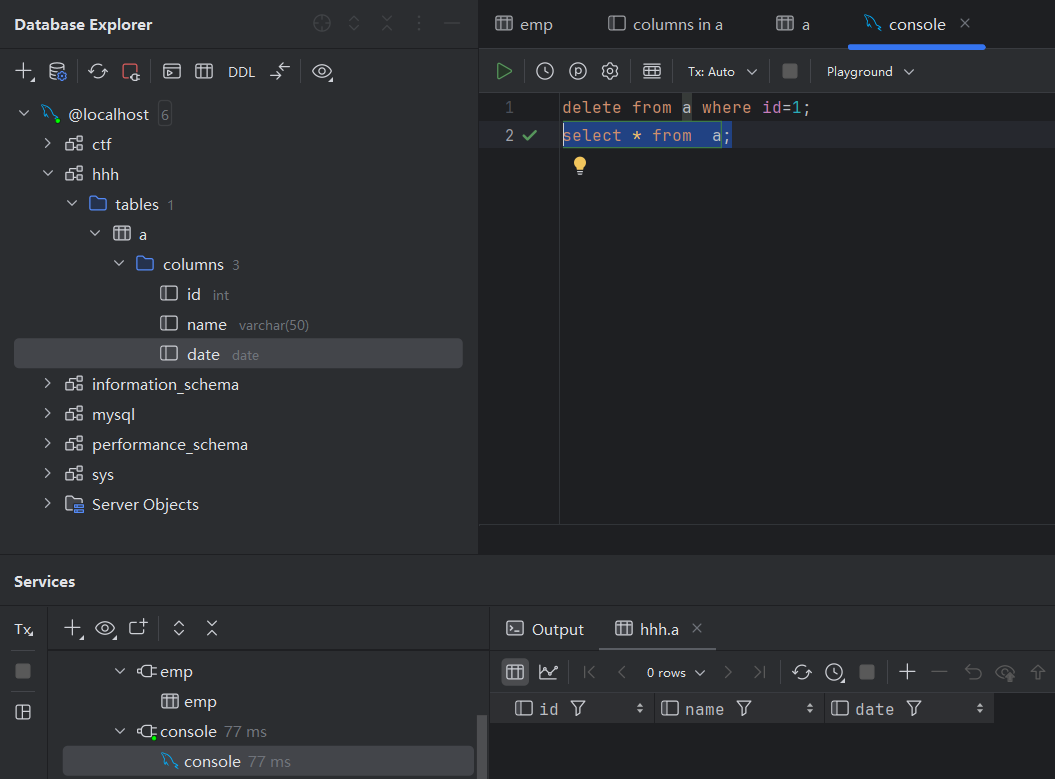 Database Explorer
DDL
@localhost 6
ctf
hhh
tables 1
a
columns 3
id int
name varchar(50)
date date
information_schema
mysql
performance_schema
sys
Server Objects
emp
columns in a
a
console
Tx: Auto
Playground
1 delete from a where id=1;
2 select * from  a;
Services
Tx
emp
emp
console 77 ms
console 77 ms
Output
hhh.a
0 rows
id
name
date